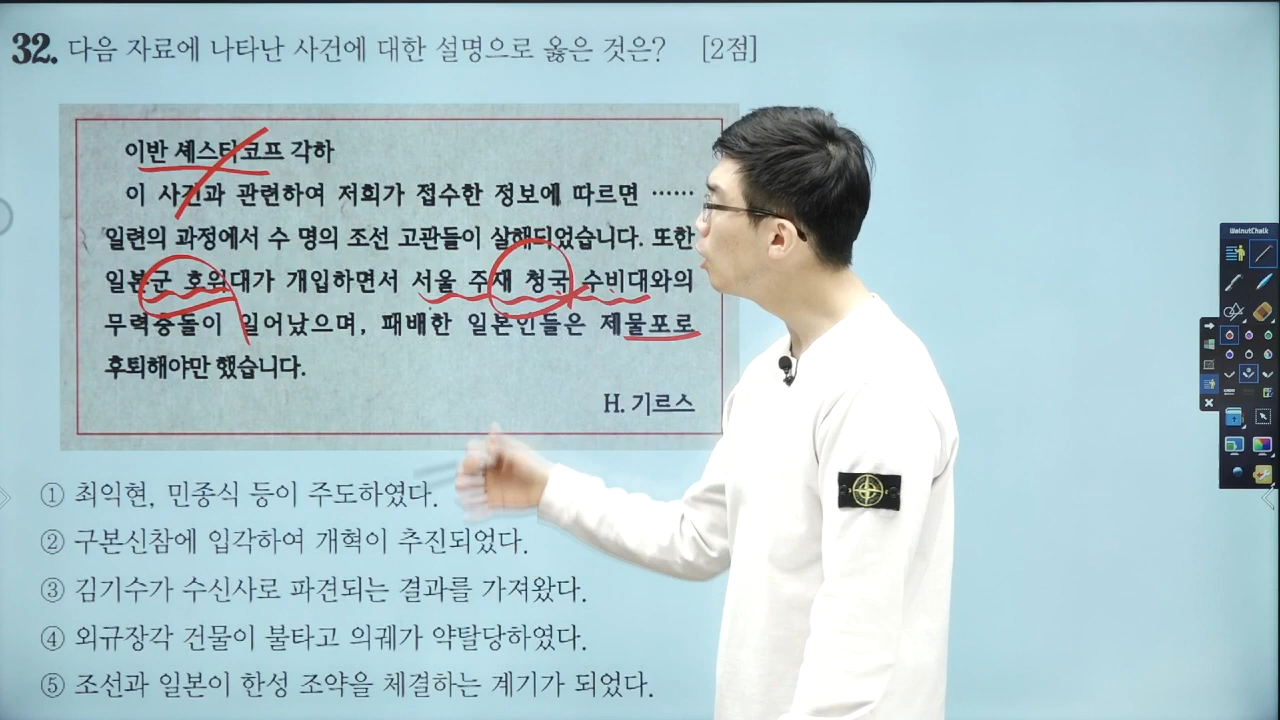 32. 다음 자료에 나타난 사건에 대한 설명으로 옳은 것은? [2점]
이반 셰스타코프 각하
이 사건과 관련하여 저희가 접수한 정보에 따르면 ……
일련의 과정에서 수 명의 조선 고관들이 살해되었습니다. 또한
일본군 호위대가 개입하면서 서울 주재 청국 수비대와의
무력충돌이 일어났으며, 패배한 일본인들은 제물포로
후퇴해야만 했습니다.
H. 기르스
① 최익현, 민종식 등이 주도하였다.
② 구본신참에 입각하여 개혁이 추진되었다.
③ 김기수가 수신사로 파견되는 결과를 가져왔다.
④ 외규장각 건물이 불타고 의궤가 약탈당하였다.
⑤ 조선과 일본이 한성 조약을 체결하는 계기가 되었다.
WalnutChalk